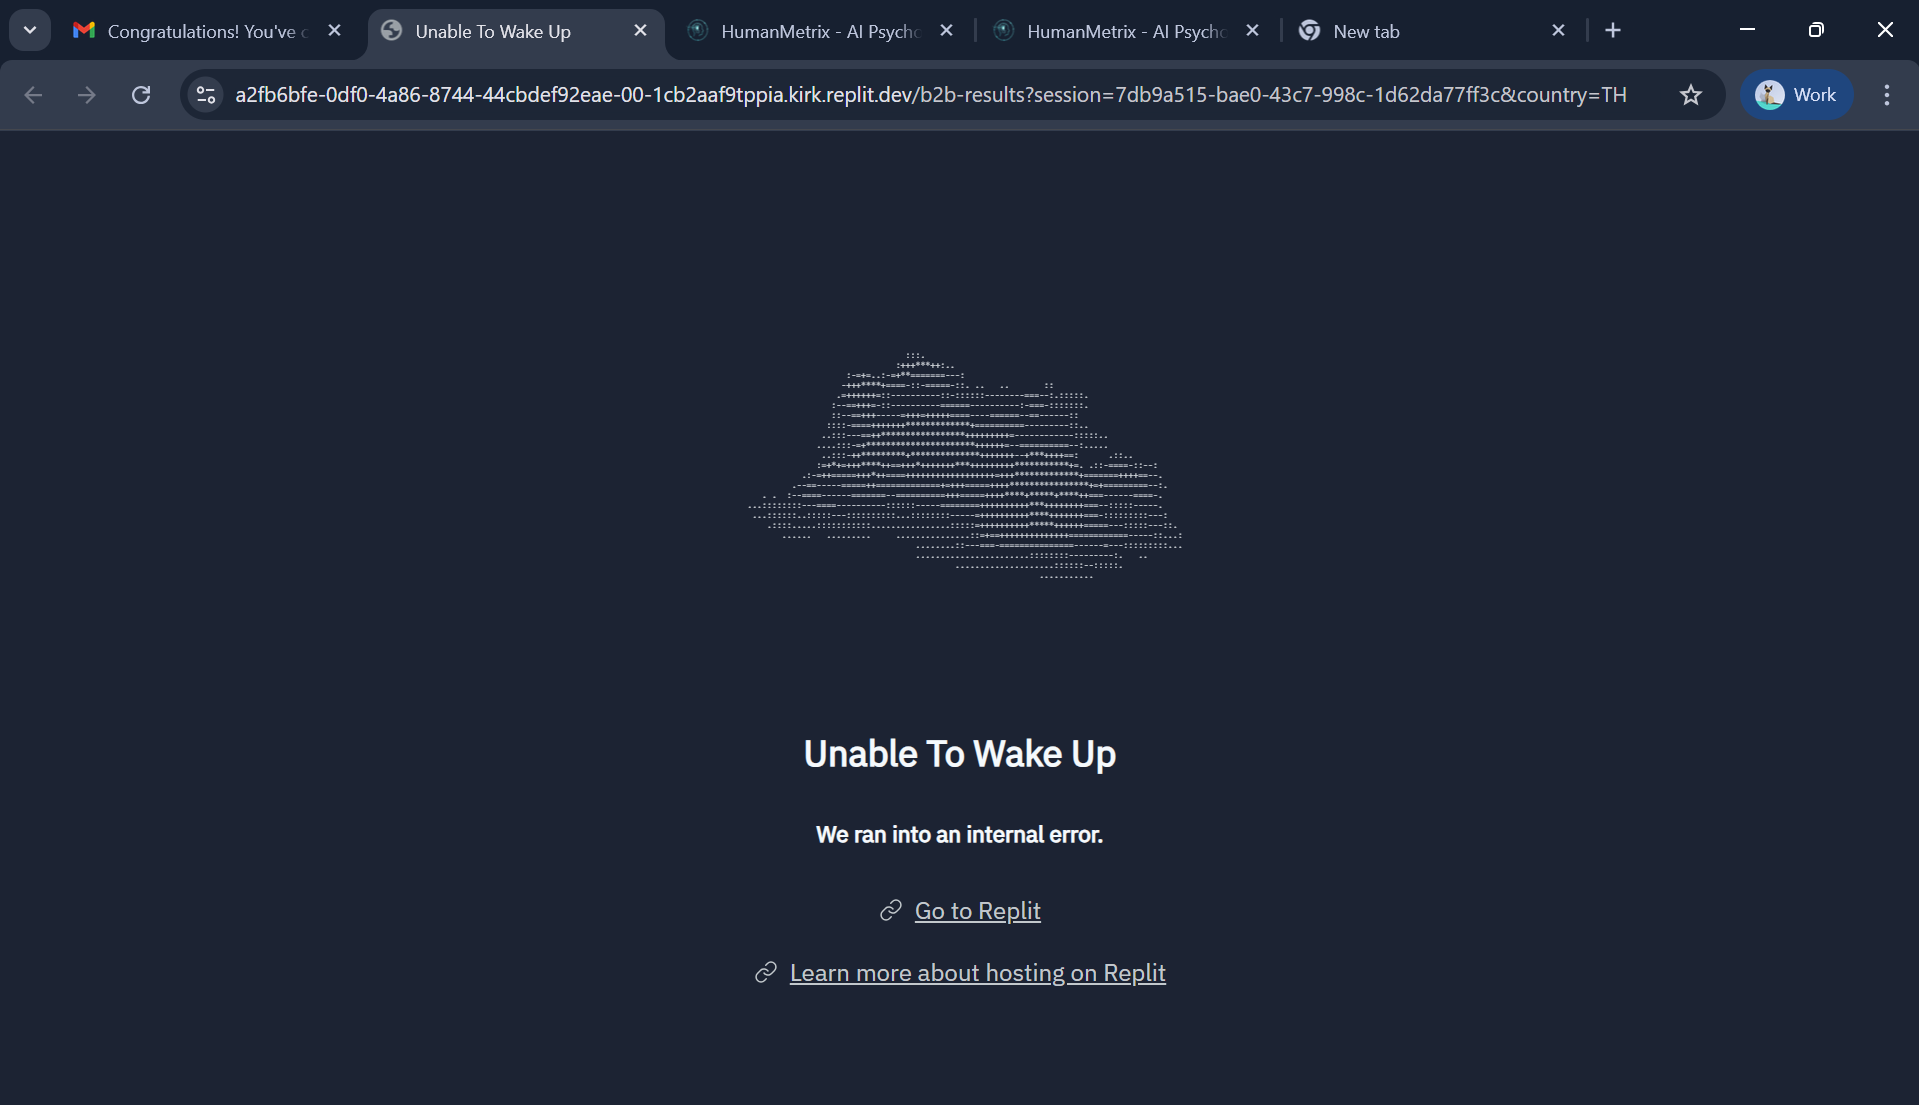 Congratulations! You've c
Unable To Wake Up
HumanMetrix - AI Psycho
HumanMetrix - AI Psycho
New tab
a2fb6bfe-0df0-4a86-8744-44cbdef92eae-00-1cb2aaf9tppia.kirk.replit.dev/b2b-results?session=7db9a515-bae0-43c7-998c-1d62da77ff3c&country=TH
Work
Unable To Wake Up
We ran into an internal error.
Go to Replit
Learn more about hosting on Replit